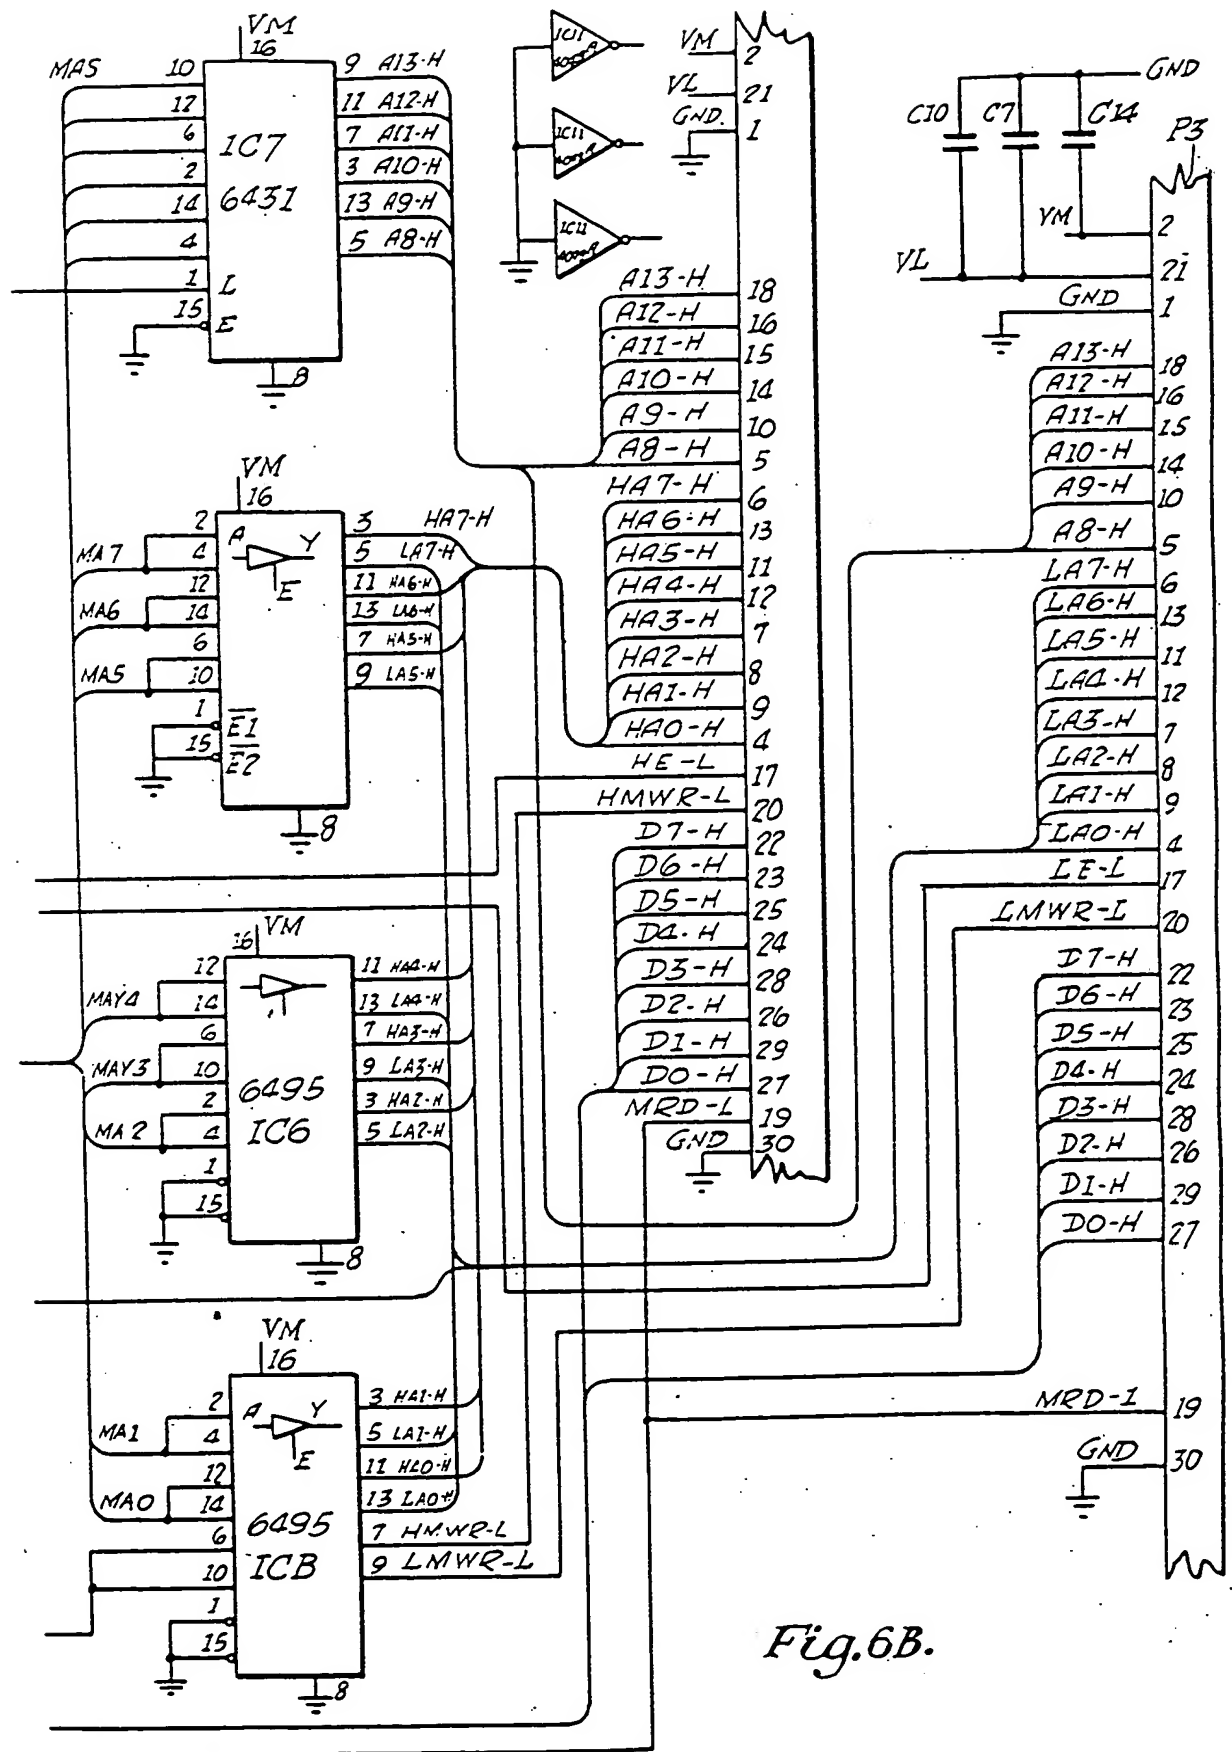 VM
16
MA5
10
12
6
2
14
4
1 L
15 E
IC7
6431
9 A13-H
11 A12-H
7 A11-H
3 A10-H
13 A9-H
5 A8-H
8
IC11
IC11
IC11
VM
2
VL
21
GND.
1
A13-H 18
A12-H 16
A11-H 15
A10-H 14
A9-H 10
A8-H 5
HA7-H 6
HA6-H 13
HA5-H 11
HA4-H 12
HA3-H 7
HA2-H 8
HA1-H 9
HA0-H 4
HE-L 17
HMWR-L 20
D7-H 22
D6-H 23
D5-H 25
D4-H 24
D3-H 28
D2-H 26
D1-H 29
D0-H 27
MRD-L 19
GND 30
C10 C7 C14 GND
P3
VM 2
VL 21
GND 1
A13-H 18
A12-H 16
A11-H 15
A10-H 14
A9-H 10
A8-H 5
LA7-H 6
LA6-H 13
LA5-H 11
LA4-H 12
LA3-H 7
LA2-H 8
LA1-H 9
LA0-H 4
LE-L 17
LMWR-L 20
D7-H 22
D6-H 23
D5-H 25
D4-H 24
D3-H 28
D2-H 26
D1-H 29
D0-H 27
MRD-1 19
GND 30
VM
16
MA7
2
4
MA6
12
14
MA5
6
10
1 E1
15 E2
A Y
E
3 HA7-H
5 LA7-H
11 HA6-H
13 LA6-H
7 HA5-H
9 LA5-H
8
VM
16
MAY4
12
14
MAY3
6
10
MA2
2
4
1
15
6495
IC6
11 HA4-H
13 LA4-H
7 HA3-H
9 LA3-H
3 HA2-H
5 LA2-H
8
VM
16
MA1
2
4
MA0
12
14
6
10
1
15
A Y
E
6495
ICB
3 HA1-H
5 LA1-H
11 HA0-H
13 LA0-H
7 HMWR-L
9 LMWR-L
8
Fig.6B.